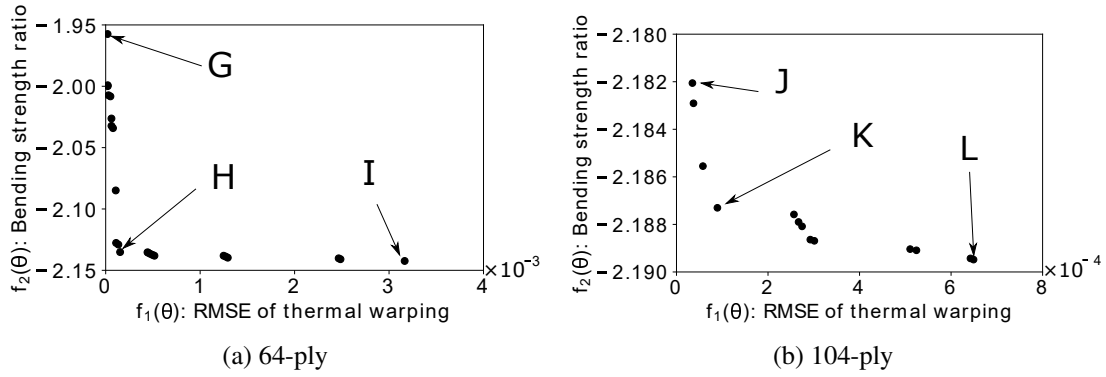 f₂(θ): Bending strength ratio
−1.95
−2.00
−2.05
−2.10
−2.15
G
H
I
0
1
2
3
4
×10⁻³
f₁(θ): RMSE of thermal warping
(a) 64-ply
f₂(θ): Bending strength ratio
−2.180
−2.182
−2.184
−2.186
−2.188
−2.190
J
K
L
0
2
4
6
8
×10⁻⁴
f₁(θ): RMSE of thermal warping
(b) 104-ply